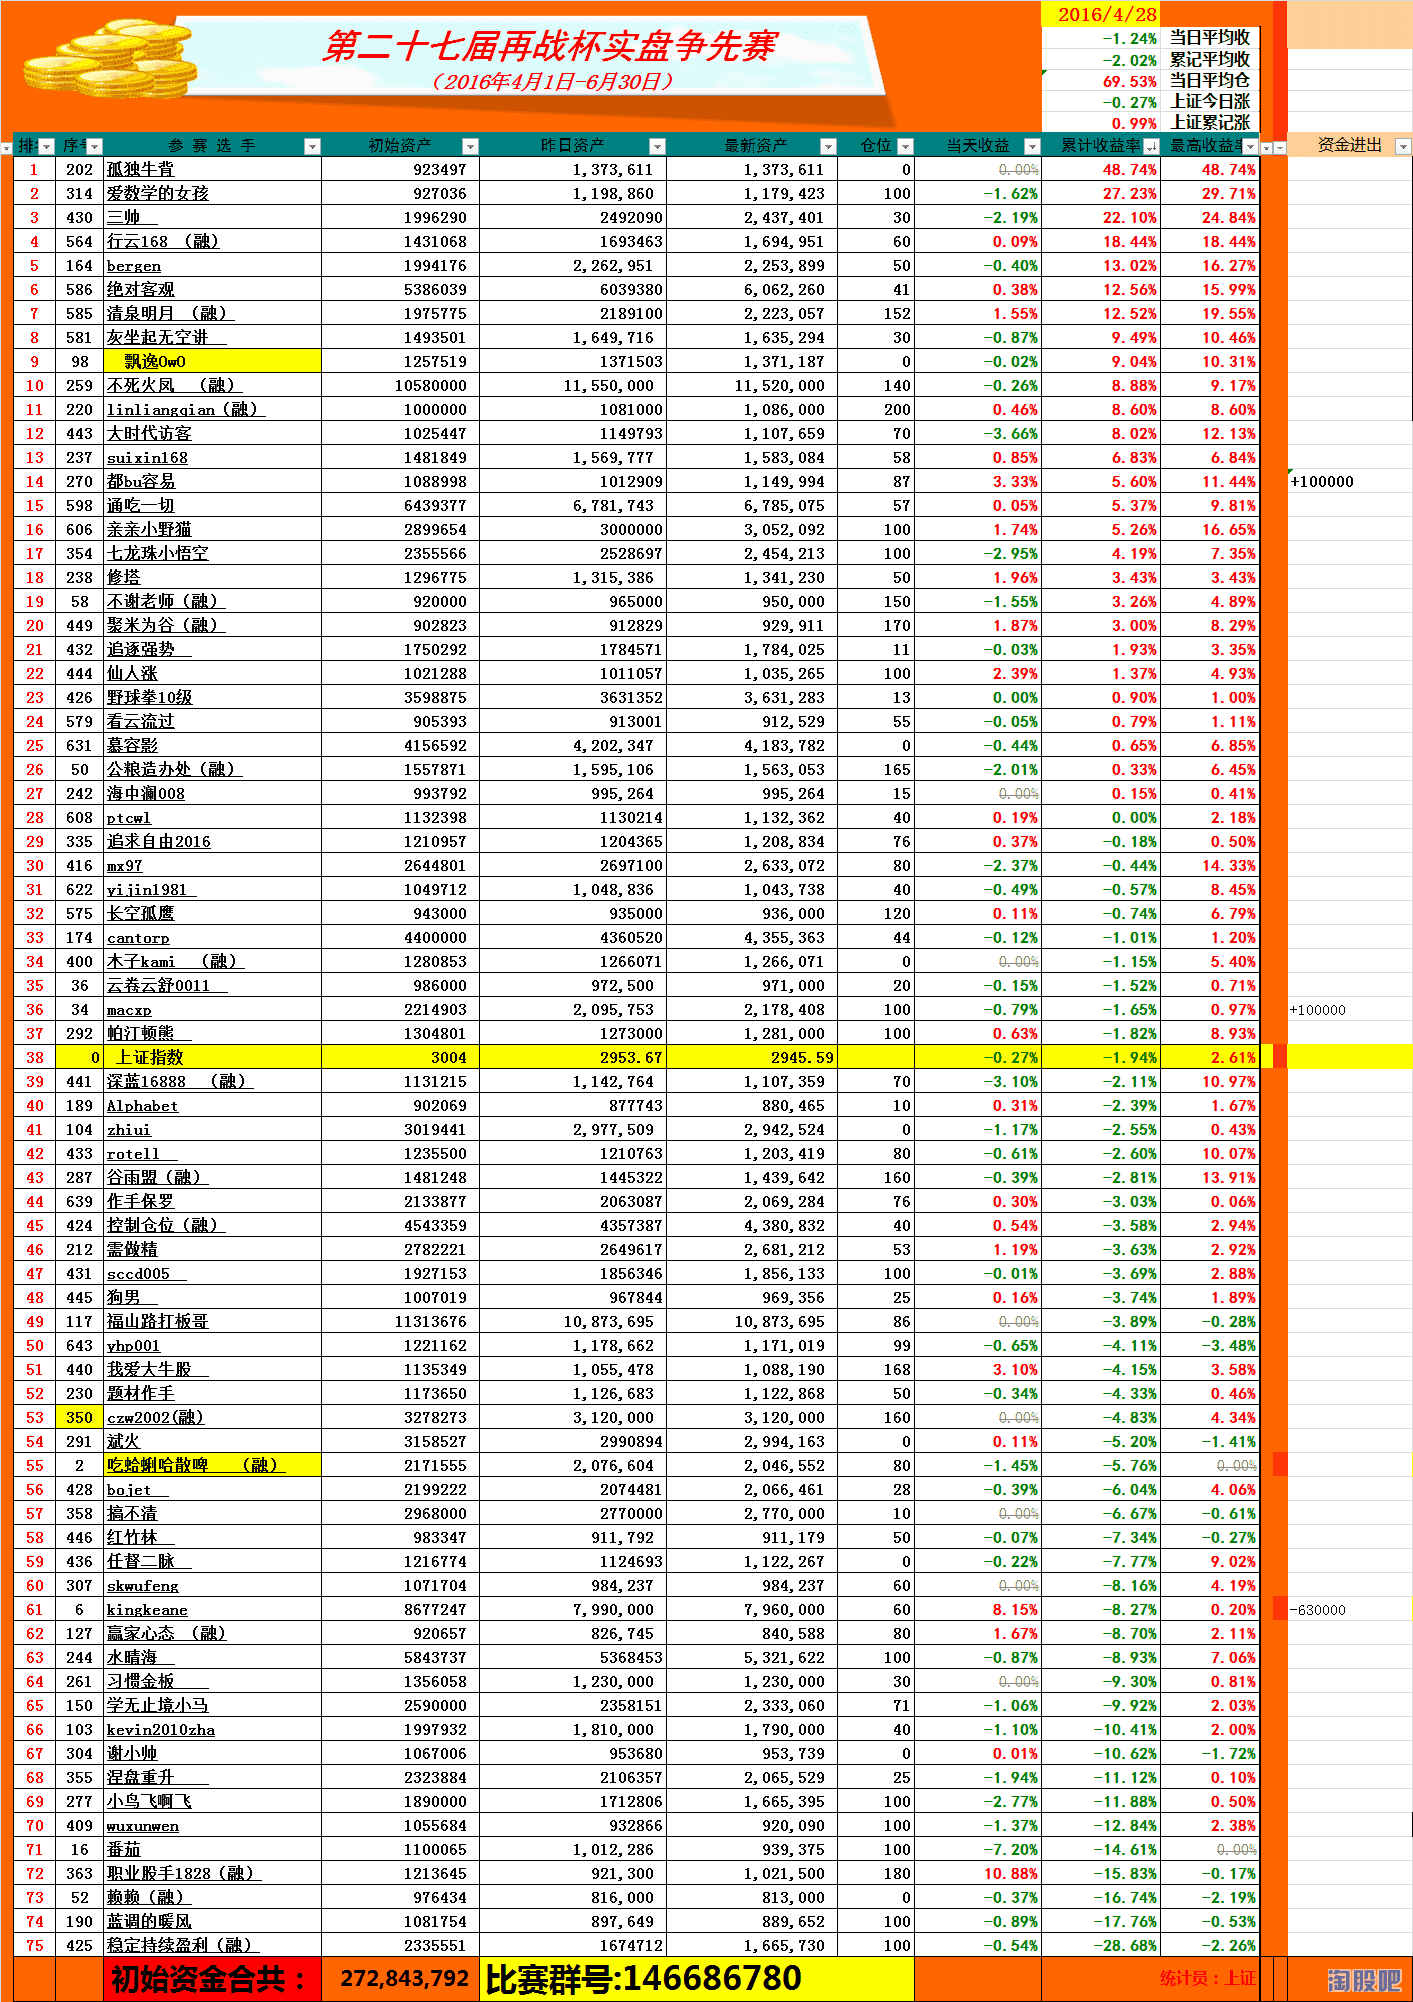 第二十七届再战杯实盘争先赛
(2016年4月1日-6月30日)
2016/4/28
-1.24% 当日平均收
-2.02% 累记平均收
69.53% 当日平均仓
-0.27% 上证今日涨
0.99% 上证累记涨
排名 序号 参 赛 选 手 初始资产 昨日资产 最新资产 仓位 当天收益 累计收益率 最高收益率 资金进出
1 202 孤独牛背 923497 1,373,611 1,373,611 0 0.00% 48.74% 48.74%
2 314 爱数学的女孩 927036 1,198,860 1,179,423 100 -1.62% 27.23% 29.71%
3 430 三帅 1996290 2492090 2,437,401 30 -2.19% 22.10% 24.84%
4 564 行云168 (融) 1431068 1693463 1,694,951 60 0.09% 18.44% 18.44%
5 164 bergen 1994176 2,262,951 2,253,899 50 -0.40% 13.02% 16.27%
6 586 绝对客观 5386039 6039380 6,062,260 41 0.38% 12.56% 15.99%
7 585 清泉明月 (融) 1975775 2189100 2,223,057 152 1.55% 12.52% 19.55%
8 581 灰坐起无空讲 1493501 1,649,716 1,635,294 30 -0.87% 9.49% 10.46%
9 98 飘逸OwO 1257519 1371503 1,371,187 0 -0.02% 9.04% 10.31%
10 259 不死火凤 (融) 10580000 11,550,000 11,520,000 140 -0.26% 8.88% 9.17%
11 220 linliangqian(融) 1000000 1081000 1,086,000 200 0.46% 8.60% 8.60%
12 443 大时代访客 1025447 1149793 1,107,659 70 -3.66% 8.02% 12.13%
13 237 suixin168 1481849 1,569,777 1,583,084 58 0.85% 6.83% 6.84%
14 270 都bu容易 1088998 1012909 1,149,994 87 3.33% 5.60% 11.44% +100000
15 598 通吃一切 6439377 6,781,743 6,785,075 57 0.05% 5.37% 9.81%
16 606 亲亲小野猫 2899654 3000000 3,052,092 100 1.74% 5.26% 16.65%
17 354 七龙珠小悟空 2355566 2528697 2,454,213 100 -2.95% 4.19% 7.35%
18 238 修塔 1296775 1,315,386 1,341,230 50 1.96% 3.43% 3.43%
19 58 不谢老师(融) 920000 965000 950,000 150 -1.55% 3.26% 4.89%
20 449 聚米为谷(融) 902823 912829 929,911 170 1.87% 3.00% 8.29%
21 432 追逐强势 1750292 1784571 1,784,025 11 -0.03% 1.93% 3.35%
22 444 仙人涨 1021288 1011057 1,035,265 100 2.39% 1.37% 4.93%
23 426 野球拳10级 3598875 3631352 3,631,283 13 0.00% 0.90% 1.00%
24 579 看云流过 905393 913001 912,529 55 -0.05% 0.79% 1.11%
25 631 慕容影 4156592 4,202,347 4,183,782 0 -0.44% 0.65% 6.85%
26 50 公粮造办处(融) 1557871 1,595,106 1,563,053 165 -2.01% 0.33% 6.45%
27 242 海中澜008 993792 995,264 995,264 15 0.00% 0.15% 0.41%
28 608 ptcwl 1132398 1130214 1,132,362 40 0.19% 0.00% 2.18%
29 335 追求自由2016 1210957 1204365 1,208,834 76 0.37% -0.18% 0.50%
30 416 mx97 2644801 2697100 2,633,072 80 -2.37% -0.44% 14.33%
31 622 yijin1981 1049712 1,048,836 1,043,738 40 -0.49% -0.57% 8.45%
32 575 长空孤鹰 943000 935000 936,000 120 0.11% -0.74% 6.79%
33 174 cantorp 4400000 4360520 4,355,363 44 -0.12% -1.01% 1.20%
34 400 木子kami (融) 1280853 1266071 1,266,071 0 0.00% -1.15% 5.40%
35 36 云卷云舒0011 986000 972,500 971,000 20 -0.15% -1.52% 0.71%
36 34 macxp 2214903 2,095,753 2,178,408 100 -0.79% -1.65% 0.97% +100000
37 292 帕汀顿熊 1304801 1273000 1,281,000 100 0.63% -1.82% 8.93%
38 0 上证指数 3004 2953.67 2945.59 -0.27% -1.94% 2.61%
39 441 深蓝16888 (融) 1131215 1,142,764 1,107,359 70 -3.10% -2.11% 10.97%
40 189 Alphabet 902069 877743 880,465 10 0.31% -2.39% 1.67%
41 104 zhiui 3019441 2,977,509 2,942,524 0 -1.17% -2.55% 0.43%
42 433 rotell 1235500 1210763 1,203,419 80 -0.61% -2.60% 10.07%
43 287 谷雨盟(融) 1481248 1445322 1,439,642 160 -0.39% -2.81% 13.91%
44 639 作手保罗 2133877 2063087 2,069,284 76 0.30% -3.03% 0.06%
45 424 控制仓位(融) 4543359 4357387 4,380,832 40 0.54% -3.58% 2.94%
46 212 需做精 2782221 2649617 2,681,212 53 1.19% -3.63% 2.92%
47 431 sccd005 1927153 1856346 1,856,133 100 -0.01% -3.69% 2.88%
48 445 狗男 1007019 967844 969,356 25 0.16% -3.74% 1.89%
49 117 福山路打板哥 11313676 10,873,695 10,873,695 86 0.00% -3.89% -0.28%
50 643 yhp001 1221162 1,178,662 1,171,019 99 -0.65% -4.11% -3.48%
51 440 我爱大牛股 1135349 1,055,478 1,088,190 168 3.10% -4.15% 3.58%
52 230 题材作手 1173650 1,126,683 1,122,868 50 -0.34% -4.33% 0.46%
53 350 czw2002(融) 3278273 3,120,000 3,120,000 160 0.00% -4.83% 4.34%
54 291 斌火 3158527 2990894 2,994,163 0 0.11% -5.20% -1.41%
55 2 吃蛤蜊哈散啤 (融) 2171555 2,076,604 2,046,552 80 -1.45% -5.76% 0.00%
56 428 bojet 2199222 2074481 2,066,461 28 -0.39% -6.04% 4.06%
57 358 搞不清 2968000 2770000 2,770,000 10 0.00% -6.67% -0.61%
58 446 红竹林 983347 911,792 911,179 50 -0.07% -7.34% -0.27%
59 436 任督二脉 1216774 1124693 1,122,267 0 -0.22% -7.77% 9.02%
60 307 skwufeng 1071704 984,237 984,237 60 0.00% -8.16% 4.19%
61 6 kingkeane 8677247 7,990,000 7,960,000 60 8.15% -8.27% 0.20% -630000
62 127 赢家心态 (融) 920657 826,745 840,588 80 1.67% -8.70% 2.11%
63 244 水晴海 5843737 5368453 5,321,622 100 -0.87% -8.93% 7.06%
64 261 习惯金板 1356058 1,230,000 1,230,000 30 0.00% -9.30% 0.81%
65 150 学无止境小马 2590000 2358151 2,333,060 71 -1.06% -9.92% 2.03%
66 103 kevin2010zha 1997932 1,810,000 1,790,000 40 -1.10% -10.41% 2.00%
67 304 谢小帅 1067006 953680 953,739 0 0.01% -10.62% -1.72%
68 355 涅盘重升 2323884 2106357 2,065,529 25 -1.94% -11.12% 0.10%
69 277 小鸟飞啊飞 1890000 1712806 1,665,395 100 -2.77% -11.88% 0.50%
70 409 wuxunwen 1055684 932866 920,090 100 -1.37% -12.84% 2.38%
71 16 番茄 1100065 1,012,286 939,375 100 -7.20% -14.61% 0.00%
72 363 职业股手1828(融) 1213645 921,300 1,021,500 180 10.88% -15.83% -0.17%
73 52 赖赖(融) 976434 816,000 813,000 0 -0.37% -16.74% -2.19%
74 190 蓝调的暖风 1081754 897,649 889,652 100 -0.89% -17.76% -0.53%
75 425 稳定持续盈利(融) 2335551 1674712 1,665,730 100 -0.54% -28.68% -2.26%
初始资金合共: 272,843,792 比赛群号:146686780 统计员:上证
淘股吧